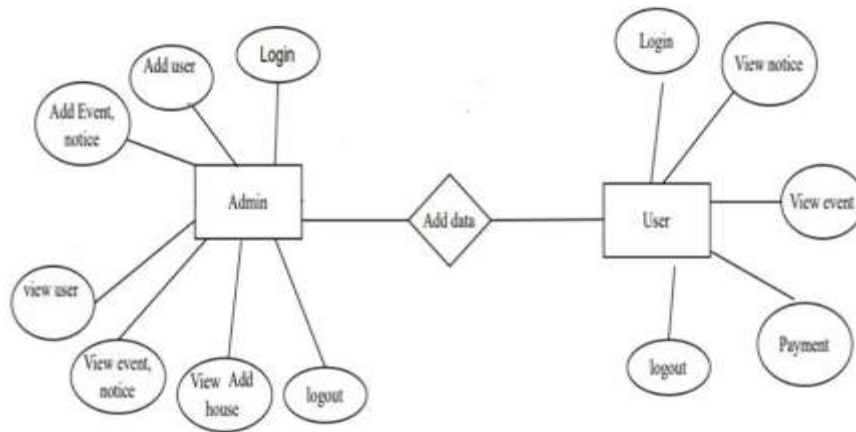 Login
Add user
Add Event,
notice
Admin
view user
View event,
notice
View Add
house
logout
Add data
Login
View notice
User
View event
Payment
logout